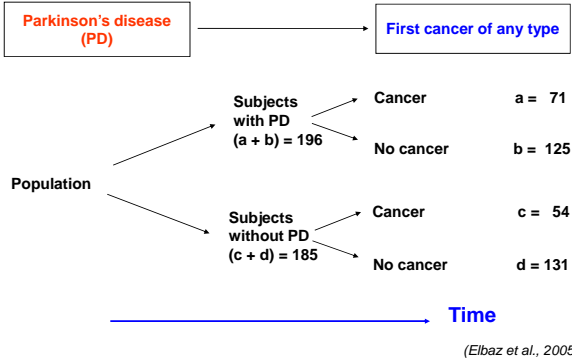 Parkinson's disease
(PD)
First cancer of any type
Subjects
with PD
(a + b) = 196
Cancer a = 71
No cancer b = 125
Population
Subjects
without PD
(c + d) = 185
Cancer c = 54
No cancer d = 131
Time
(Elbaz et al., 2005